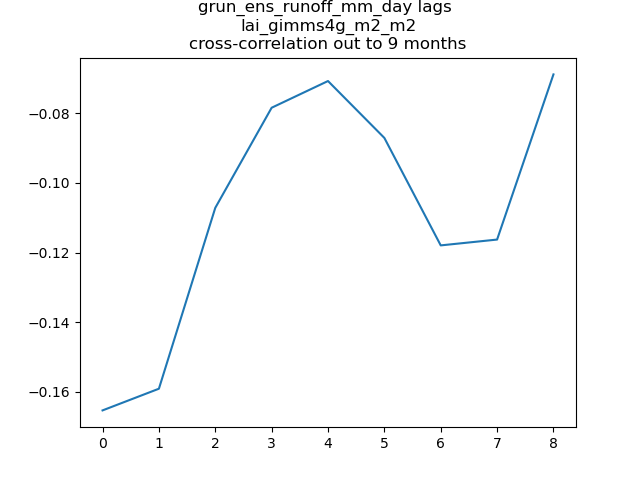 grun_ens_runoff_mm_day lags
lai_gimms4g_m2_m2
cross-correlation out to 9 months
−0.08
−0.10
−0.12
−0.14
−0.16
0 1 2 3 4 5 6 7 8